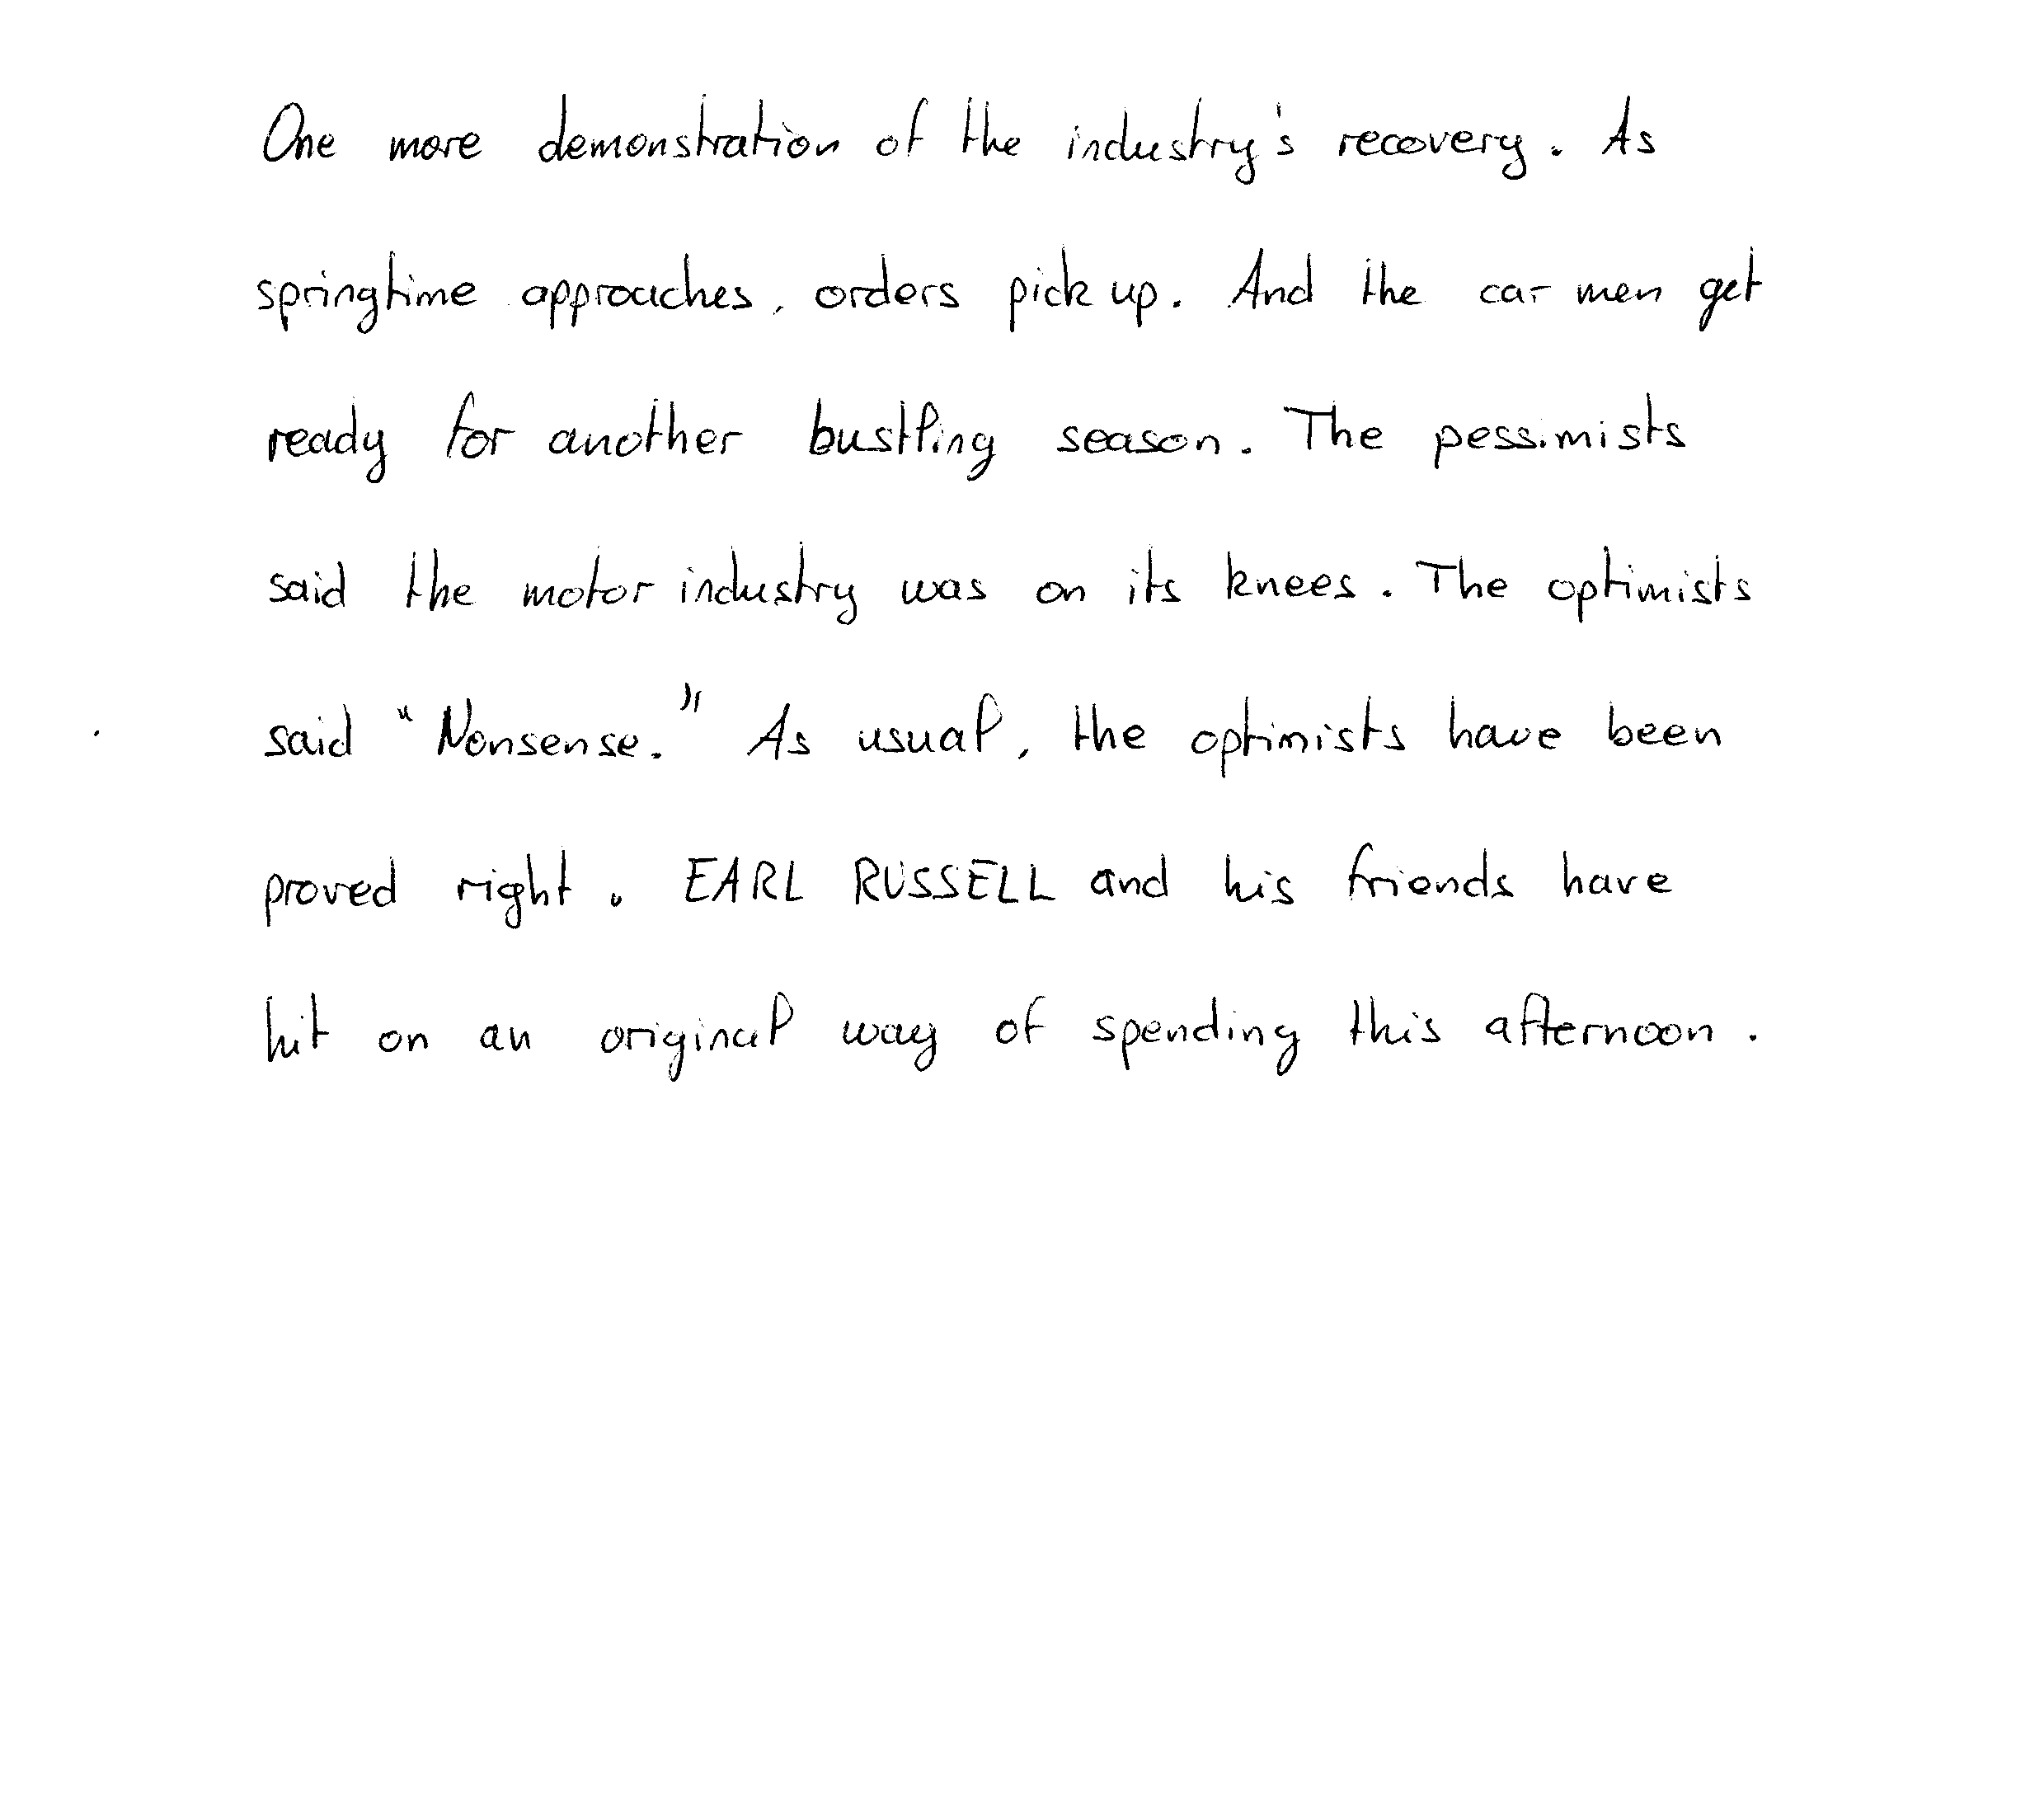 One more demonstration of the industry's recovery. As
springtime approaches, orders pick up. And the car men get
ready for another bustling season. The pessimists
said the motor industry was on its knees. The optimists
said "Nonsense." As usual, the optimists have been
proved right. EARL RUSSELL and his friends have
hit on an original way of spending this afternoon.